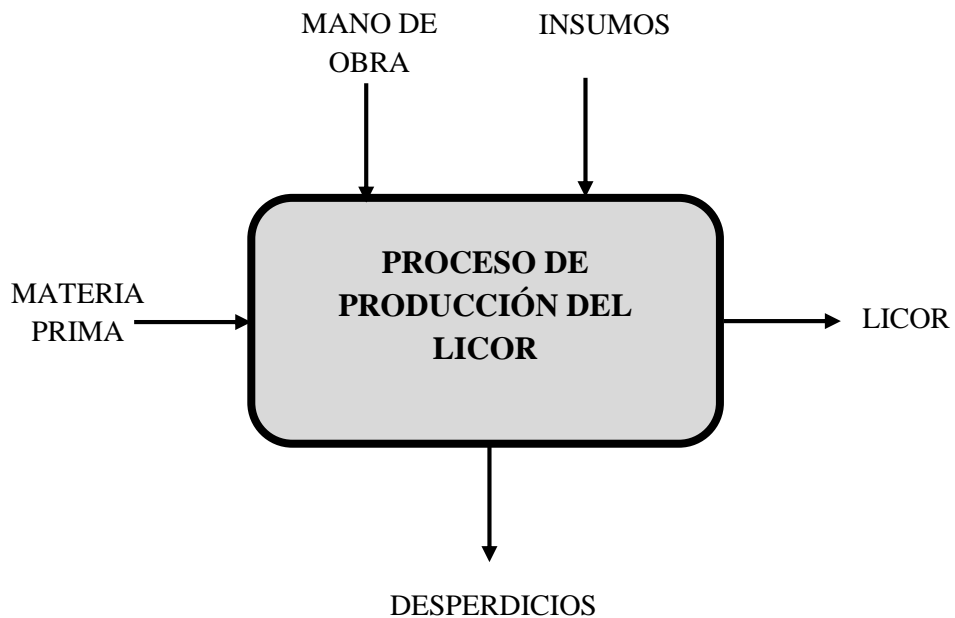 MANO DE
OBRA
INSUMOS
PROCESO DE
PRODUCCIÓN DEL
LICOR
MATERIA
PRIMA
LICOR
DESPERDICIOS